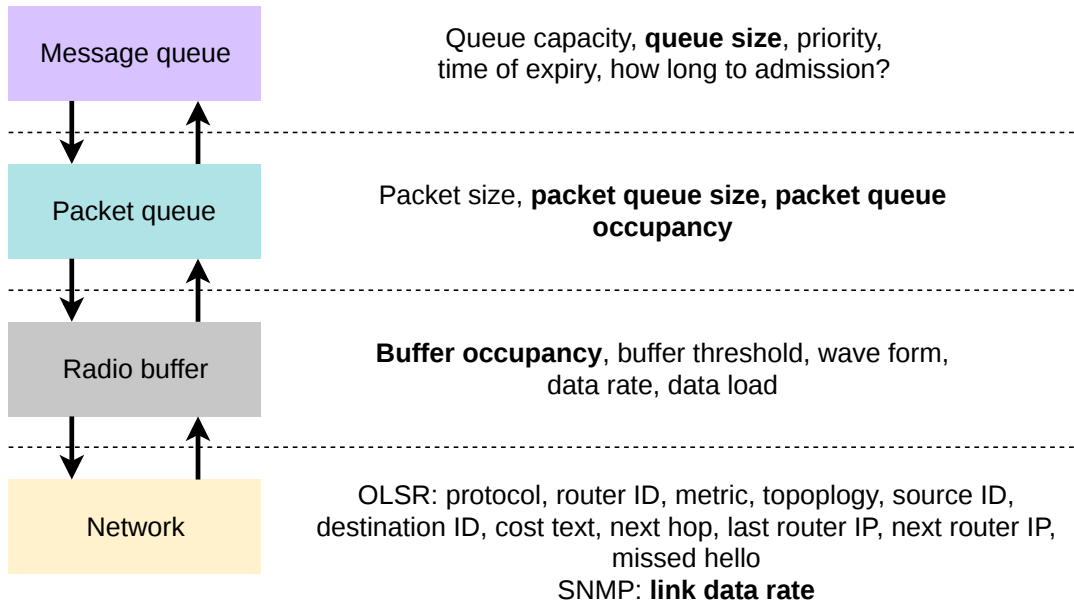 Message queue
Queue capacity, queue size, priority,
time of expiry, how long to admission?
Packet queue
Packet size, packet queue size, packet queue
occupancy
Radio buffer
Buffer occupancy, buffer threshold, wave form,
data rate, data load
Network
OLSR: protocol, router ID, metric, topoplogy, source ID,
destination ID, cost text, next hop, last router IP, next router IP,
missed hello
SNMP: link data rate